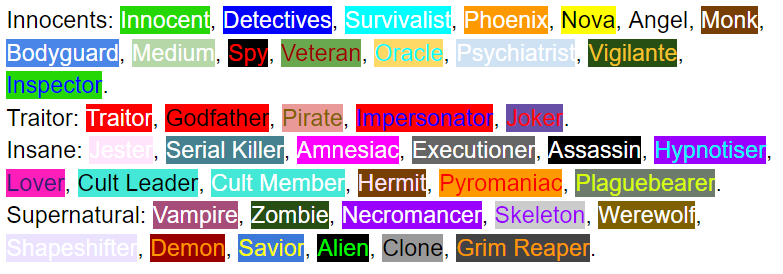 Innocents: Innocent, Detectives, Survivalist, Phoenix, Nova, Angel, Monk,
Bodyguard, Medium, Spy, Veteran, Oracle, Psychiatrist, Vigilante,
Inspector.
Traitor: Traitor, Godfather, Pirate, Impersonator, Joker.
Insane: Jester, Serial Killer, Amnesiac, Executioner, Assassin, Hypnotiser,
Lover, Cult Leader, Cult Member, Hermit, Pyromaniac, Plaguebearer.
Supernatural: Vampire, Zombie, Necromancer, Skeleton, Werewolf,
Shapeshifter, Demon, Savior, Alien, Clone, Grim Reaper.